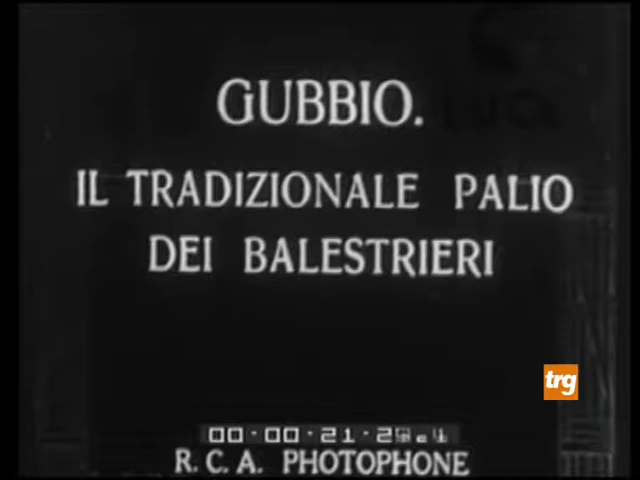 GUBBIO.
IL TRADIZIONALE PALIO
DEI BALESTRIERI
trg
R.C.A. PHOTOPHONE